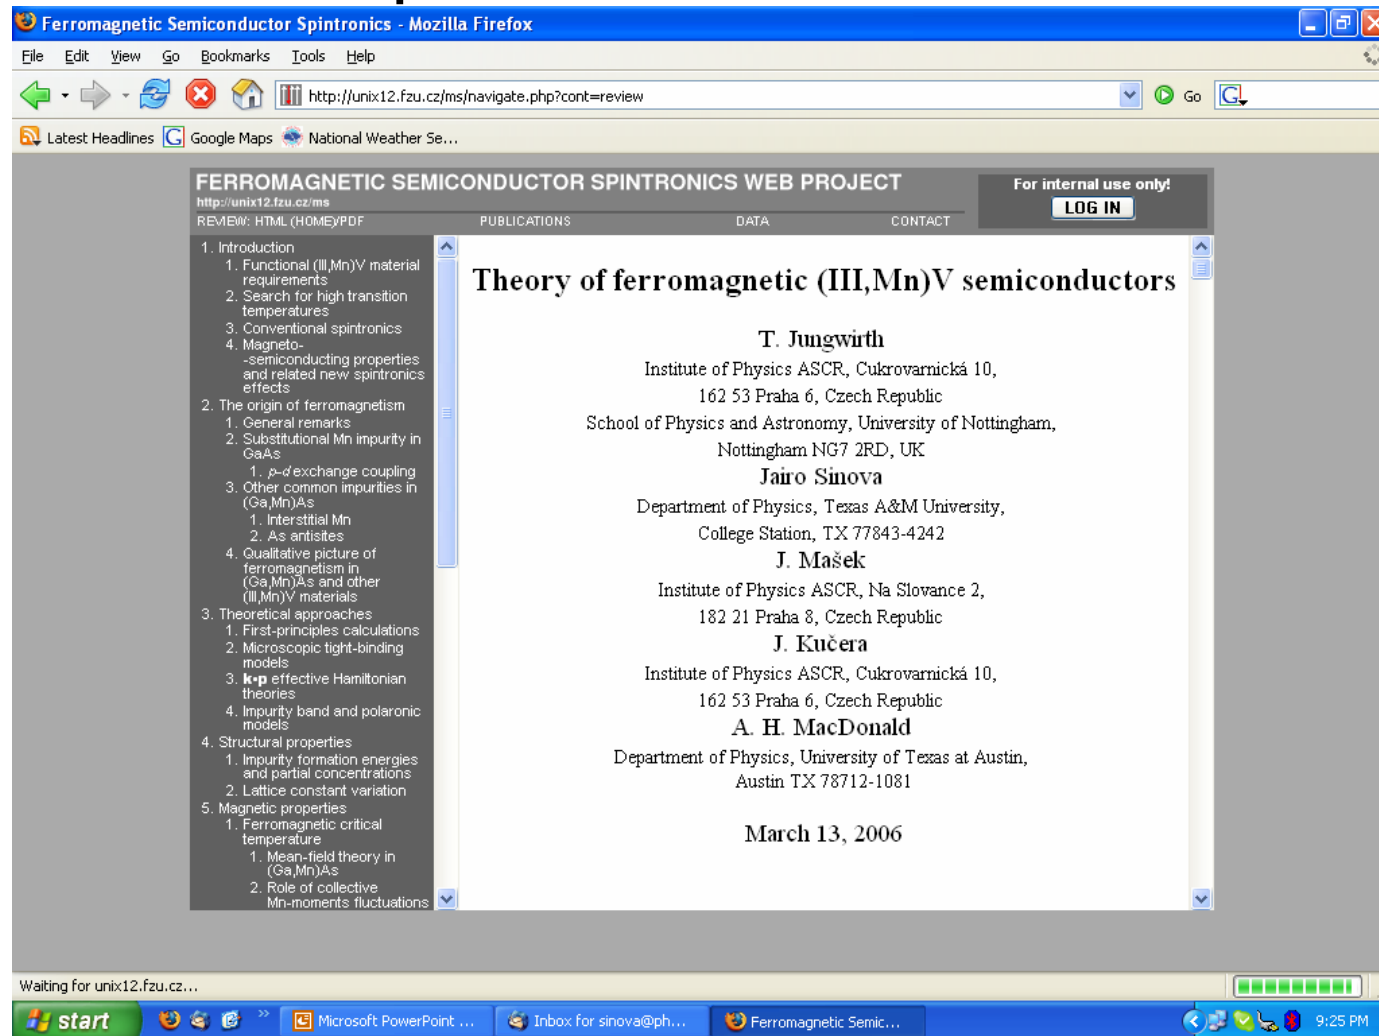 Ferromagnetic Semiconductor Spintronics - Mozilla Firefox
File Edit View Go Bookmarks Tools Help
http://unix12.fzu.cz/ms/navigate.php?cont=review
Go
Latest Headlines Google Maps National Weather Se...
FERROMAGNETIC SEMICONDUCTOR SPINTRONICS WEB PROJECT
http://unix12.fzu.cz/ms
For internal use only!
LOG IN
REVIEW: HTML (HOME)/PDF PUBLICATIONS DATA CONTACT
1. Introduction
1. Functional (III,Mn)V material
requirements
2. Search for high transition
temperatures
3. Conventional spintronics
4. Magneto-
-semiconducting properties
and related new spintronics
effects
2. The origin of ferromagnetism
1. General remarks
2. Substitutional Mn impurity in
GaAs
1. p-d exchange coupling
3. Other common impurities in
(Ga,Mn)As
1. Interstitial Mn
2. As antisites
4. Qualitative picture of
ferromagnetism in
(Ga,Mn)As and other
(III,Mn)V materials
3. Theoretical approaches
1. First-principles calculations
2. Microscopic tight-binding
models
3. k•p effective Hamiltonian
theories
4. Impurity band and polaronic
models
4. Structural properties
1. Impurity formation energies
and partial concentrations
2. Lattice constant variation
5. Magnetic properties
1. Ferromagnetic critical
temperature
1. Mean-field theory in
(Ga,Mn)As
2. Role of collective
Mn-moments fluctuations
Theory of ferromagnetic (III,Mn)V semiconductors
T. Jungwirth
Institute of Physics ASCR, Cukrovarnická 10,
162 53 Praha 6, Czech Republic
School of Physics and Astronomy, University of Nottingham,
Nottingham NG7 2RD, UK
Jairo Sinova
Department of Physics, Texas A&M University,
College Station, TX 77843-4242
J. Mašek
Institute of Physics ASCR, Na Slovance 2,
182 21 Praha 8, Czech Republic
J. Kučera
Institute of Physics ASCR, Cukrovarnická 10,
162 53 Praha 6, Czech Republic
A. H. MacDonald
Department of Physics, University of Texas at Austin,
Austin TX 78712-1081
March 13, 2006
Waiting for unix12.fzu.cz...
start Microsoft PowerPoint ... Inbox for sinova@ph... Ferromagnetic Semic... 9:25 PM